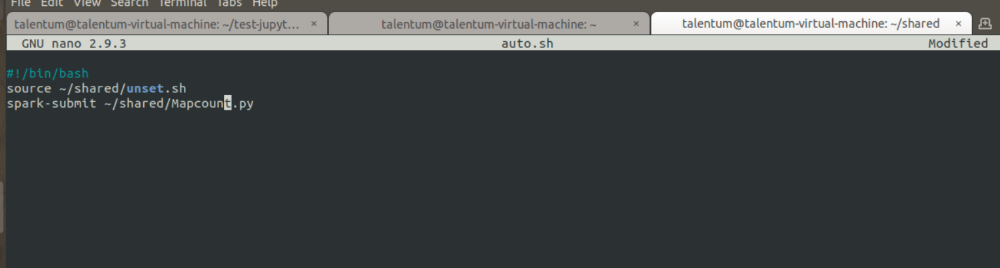 File Edit View Search Terminal Tabs Help
talentum@talentum-virtual-machine: ~/test-jupyt... × talentum@talentum-virtual-machine: ~ × talentum@talentum-virtual-machine: ~/shared ×
GNU nano 2.9.3 auto.sh Modified
#!/bin/bash
source ~/shared/unset.sh
spark-submit ~/shared/Mapcount.py